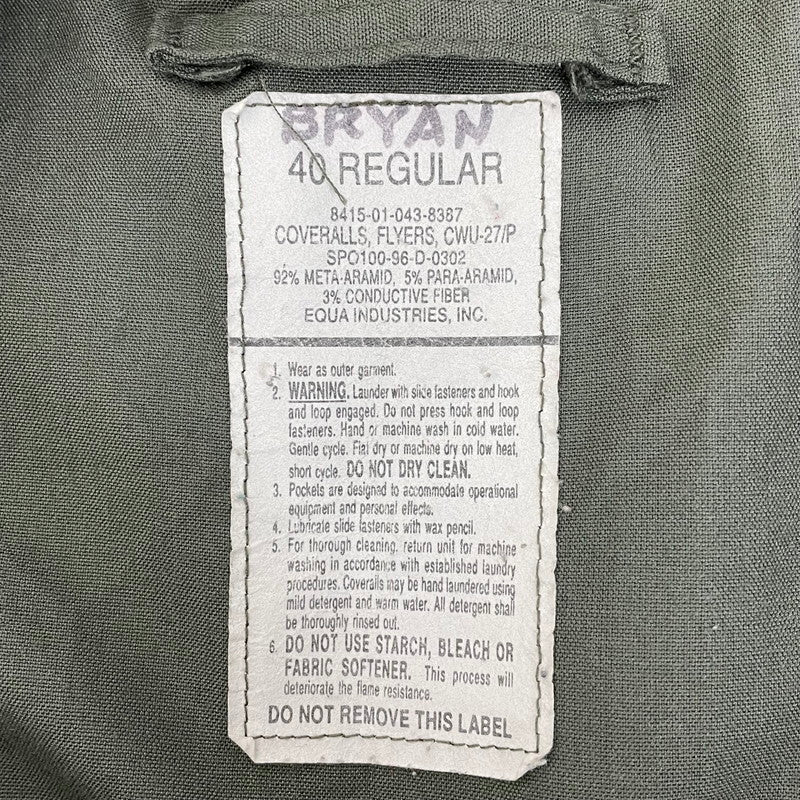 BRYAN
40 REGULAR
8415-01-043-8387
COVERALLS, FLYERS, CWU-27/P
SPO100-96-D-0302
92% META-ARAMID, 5% PARA-ARAMID,
3% CONDUCTIVE FIBER
EQUA INDUSTRIES, INC.
1. Wear as outer garment.
2. WARNING. Launder with slide fasteners and hook
and loop engaged. Do not press hook and loop
fasteners. Hand or machine wash in cold water.
Gentle cycle. Flat dry or machine dry on low heat,
short cycle. DO NOT DRY CLEAN.
3. Pockets are designed to accommodate operational
equipment and personal effects.
4. Lubricate slide fasteners with wax pencil.
5. For thorough cleaning, return unit for machine
washing in accordance with established laundry
procedures. Coveralls may be hand laundered using
mild detergent and warm water. All detergent shall
be thoroughly rinsed out.
6. DO NOT USE STARCH, BLEACH OR
FABRIC SOFTENER. This process will
deteriorate the flame resistance.
DO NOT REMOVE THIS LABEL